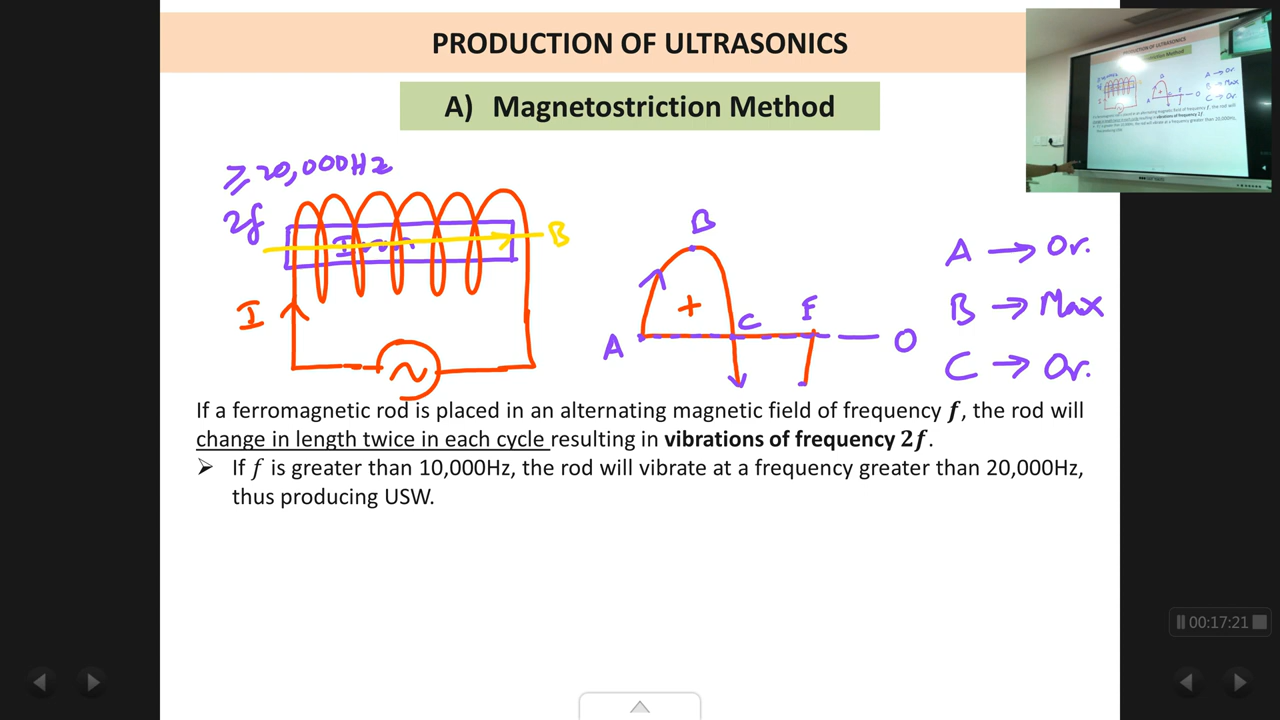 PRODUCTION OF ULTRASONICS
A) Magnetostriction Method
≥ 20,000Hz
2f
Iron
B
I
A
B
+
C
F
O
A → Or.
B → Max
C → Or.
If a ferromagnetic rod is placed in an alternating magnetic field of frequency f, the rod will
change in length twice in each cycle resulting in vibrations of frequency 2f.
➢ If f is greater than 10,000Hz, the rod will vibrate at a frequency greater than 20,000Hz,
thus producing USW.
00:17:21